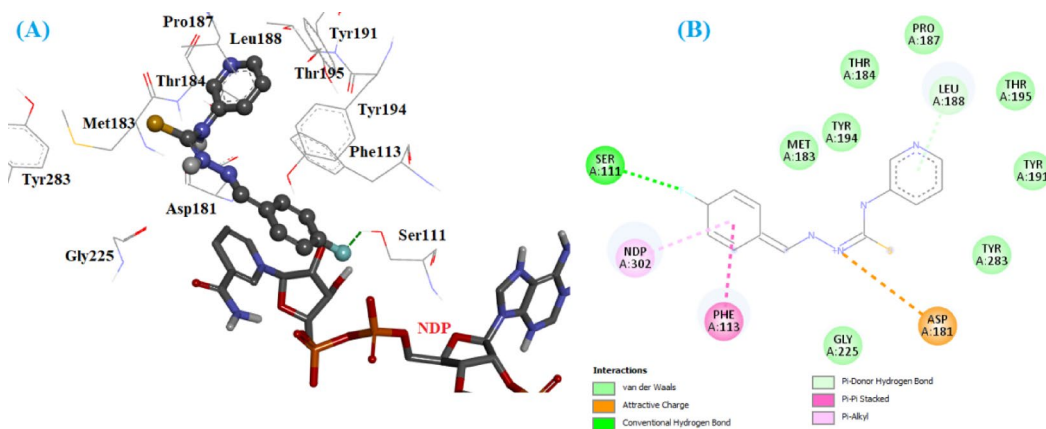 (A)
Pro187
Leu188
Tyr191
Thr195
Thr184
Tyr194
Met183
Phe113
Tyr283
Asp181
Gly225
Ser111
NDP
(B)
PRO
A:187
THR
A:184
LEU
A:188
THR
A:195
TYR
A:194
MET
A:183
SER
A:111
TYR
A:191
N
N
N
N
N+
NDP
A:302
TYR
A:283
PHE
A:113
ASP
A:181
GLY
A:225
Interactions
van der Waals
Attractive Charge
Conventional Hydrogen Bond
Pi-Donor Hydrogen Bond
Pi-Pi Stacked
Pi-Alkyl